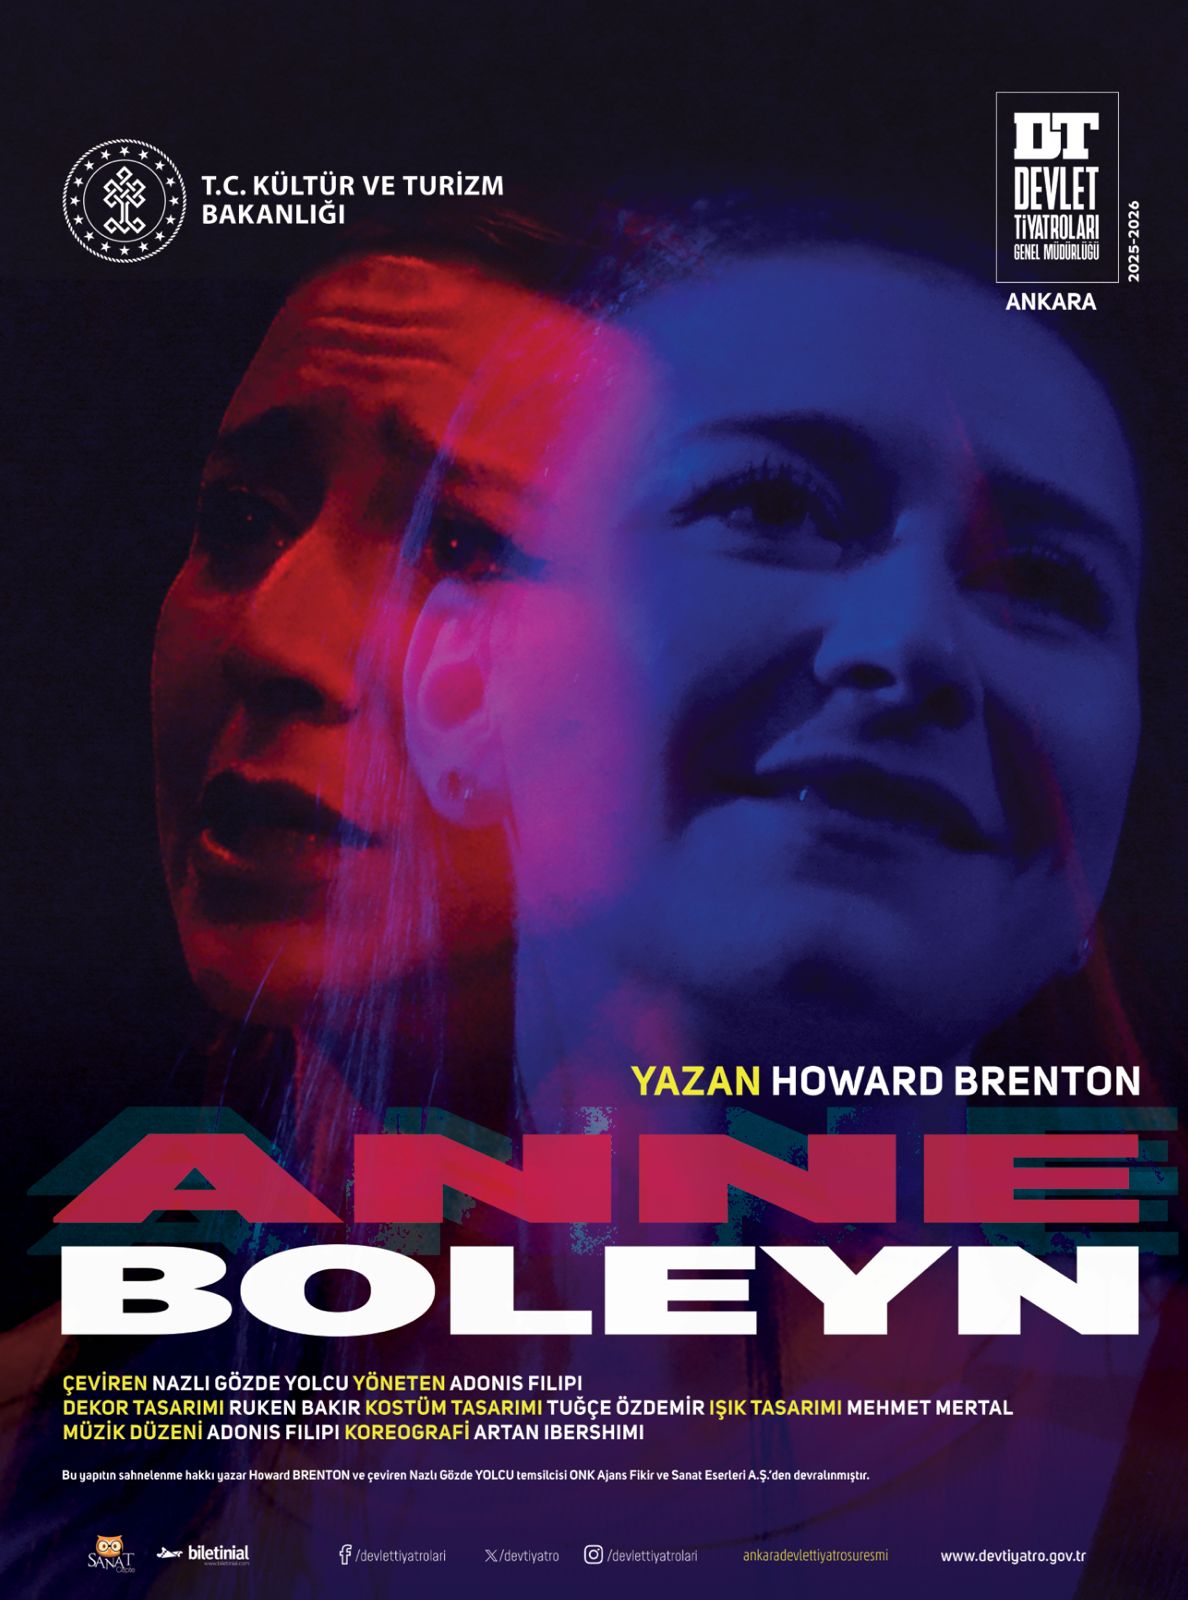 T.C. KÜLTÜR VE TURİZM
BAKANLIĞI
DT
DEVLET
TİYATROLARI
GENEL MÜDÜRLÜĞÜ
2025-2026
ANKARA
YAZAN HOWARD BRENTON
ANNE
BOLEYN
ÇEVİREN NAZLI GÖZDE YOLCU YÖNETEN ADONIS FILIPI
DEKOR TASARIMI RUKEN BAKIR KOSTÜM TASARIMI TUĞÇE ÖZDEMİR IŞIK TASARIMI MEHMET MERTAL
MÜZİK DÜZENİ ADONIS FILIPI KOREOGRAFİ ARTAN IBERSHIMI
Bu yapıtın sahnelenme hakkı yazar Howard BRENTON ve çeviren Nazlı Gözde YOLCU temsilcisi ONK Ajans Fikir ve Sanat Eserleri A.Ş.'den devralınmıştır.
SANAT
Cepte
biletinial
www.biletinial.com
/devlettiyatrolari
/devtiyatro
/devlettiyatrolari
ankaradevlettiyatrosuresmi
www.devtiyatro.gov.tr